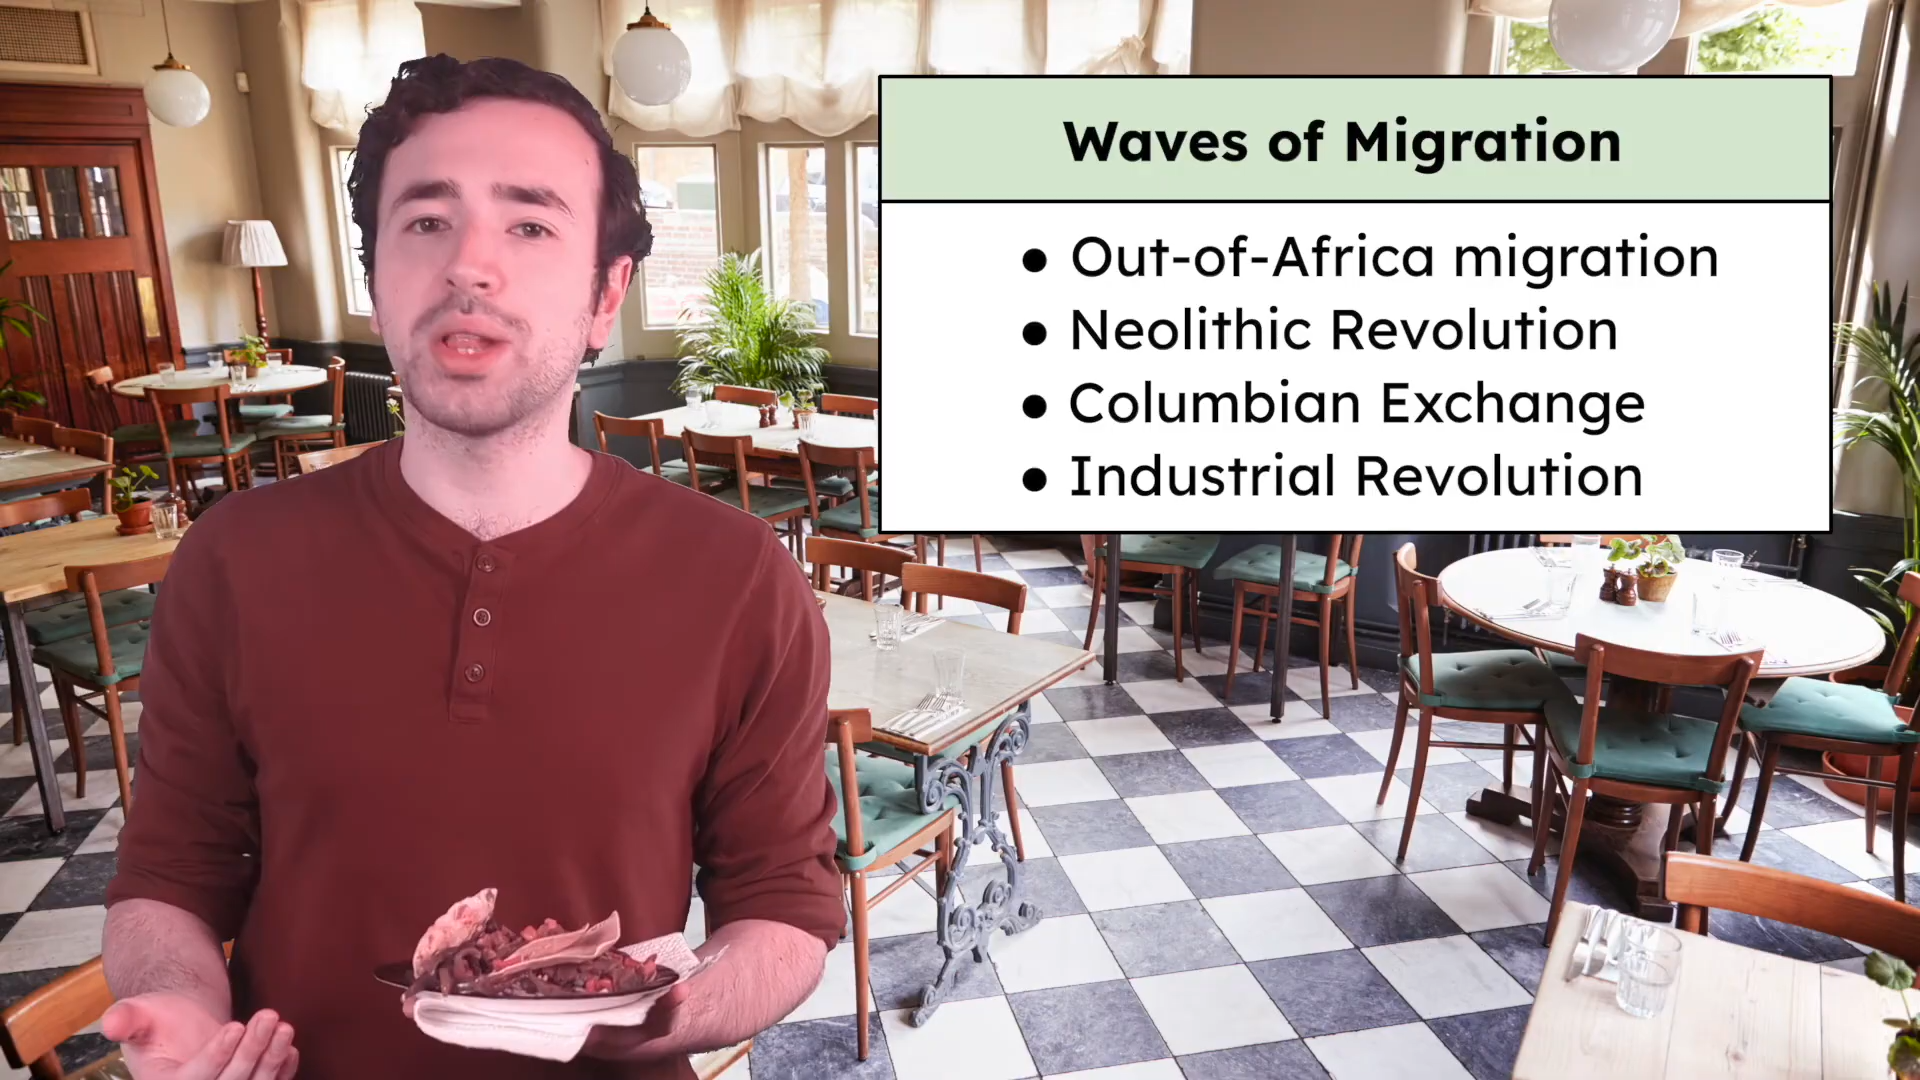 Waves of Migration
● Out-of-Africa migration
● Neolithic Revolution
● Columbian Exchange
● Industrial Revolution